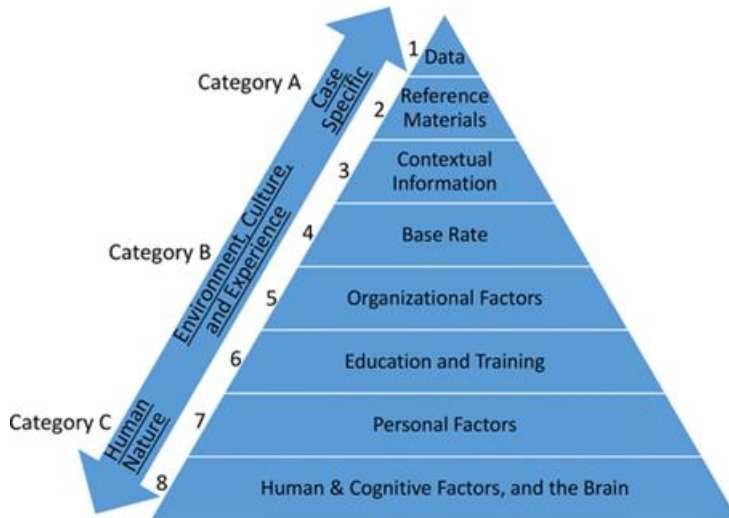 Category A
Case
Specific
Category B
Environment, Culture,
and Experience
Category C
Human
Nature
1
Data
2
Reference
Materials
3
Contextual
Information
4
Base Rate
5
Organizational Factors
6
Education and Training
7
Personal Factors
8
Human & Cognitive Factors, and the Brain